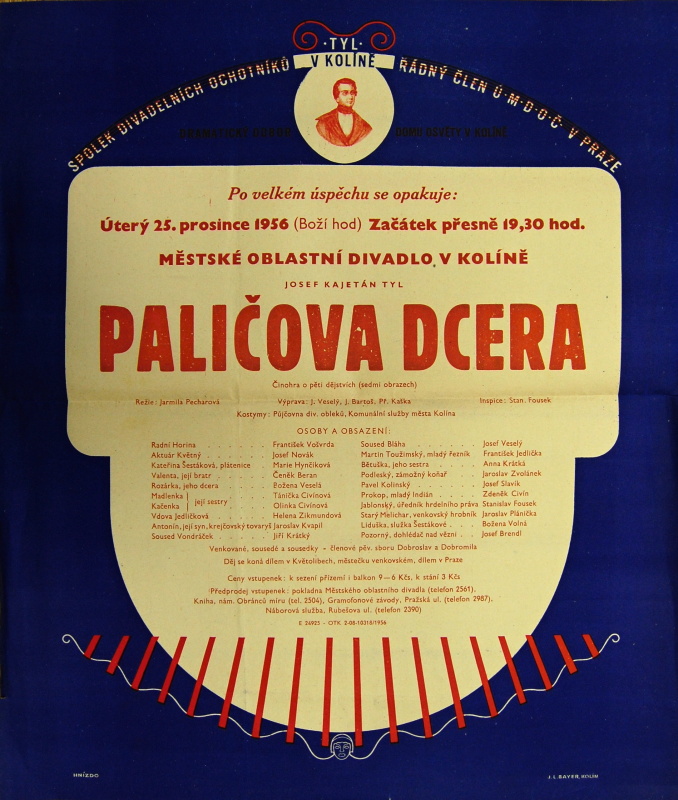 ·TYL·
V KOLÍNĚ
SPOLEK DIVADELNÍCH OCHOTNÍKŮ
ŘÁDNÝ ČLEN Ú·M·D·O·Č· V PRAZE
DRAMATICKÝ ODBOR
DOMU OSVĚTY V KOLÍNĚ
Po velkém úspěchu se opakuje:
Úterý 25. prosince 1956 (Boží hod) Začátek přesně 19,30 hod.
MĚSTSKÉ OBLASTNÍ DIVADLO V KOLÍNĚ
JOSEF KAJETÁN TYL
PALIČOVA DCERA
Činohra o pěti dějstvích (sedmi obrazech)
Režie: Jarmila Pechárová Výprava: J. Veselý, J. Bartoš, Př. Kaška Inspice: Stan. Fousek
Kostymy: Půjčovna div. obleků, Komunální služby města Kolína
OSOBY A OBSAZENÍ:
Radní Horina . . . . . František Vošvrda
Aktuár Květný . . . . . Josef Novák
Kateřina Šestáková, plátenice . Marie Hynčíková
Valenta, její bratr . . . . Čeněk Beran
Rozárka, jeho dcera . . . . Božena Veselá
Madlenka } její sestry . . . . Tánička Civínová
Kačenka } Olinka Civínová
Vdova Jedličková . . . . Helena Zikmundová
Antonín, její syn, krejčovský tovaryš Jaroslav Kvapil
Soused Vondráček . . . . Jiří Krátký
Soused Bláha . . . . Josef Veselý
Martin Toužimský, mladý řezník František Jedlička
Bětuška, jeho sestra . . . . Anna Krátká
Podleský, zámožný koňař . . Jaroslav Zvolánek
Pavel Kolinský . . . . Josef Slavík
Prokop, mladý Indián . . . Zdeněk Civín
Jablonský, úředník hrdelního práva Stanislav Fousek
Starý Melichar, venkovský hrobník Jaroslav Plánička
Liduška, služka Šestákové . . Božena Volná
Pozorný, dohlédač nad vězni . . Josef Brendl
Venkované, sousedé a sousedky - členové pěv. sboru Dobroslav a Dobromila
Děj se koná dílem v Květolibech, městečku venkovském, dílem v Praze
Ceny vstupenek: k sezení přízemí i balkon 9—6 Kčs, k stání 3 Kčs
Předprodej vstupenek: pokladna Městského oblastního divadla (telefon 2561),
Kniha, nám. Obránců míru (tel. 2504), Gramofonové závody, Pražská ul. (telefon 2987),
Náborová služba, Rubešova ul. (telefon 2390)
E 26925 - OTK. 2-08-10318/1956
HNÍZDO
J. L. BAYER, KOLÍN